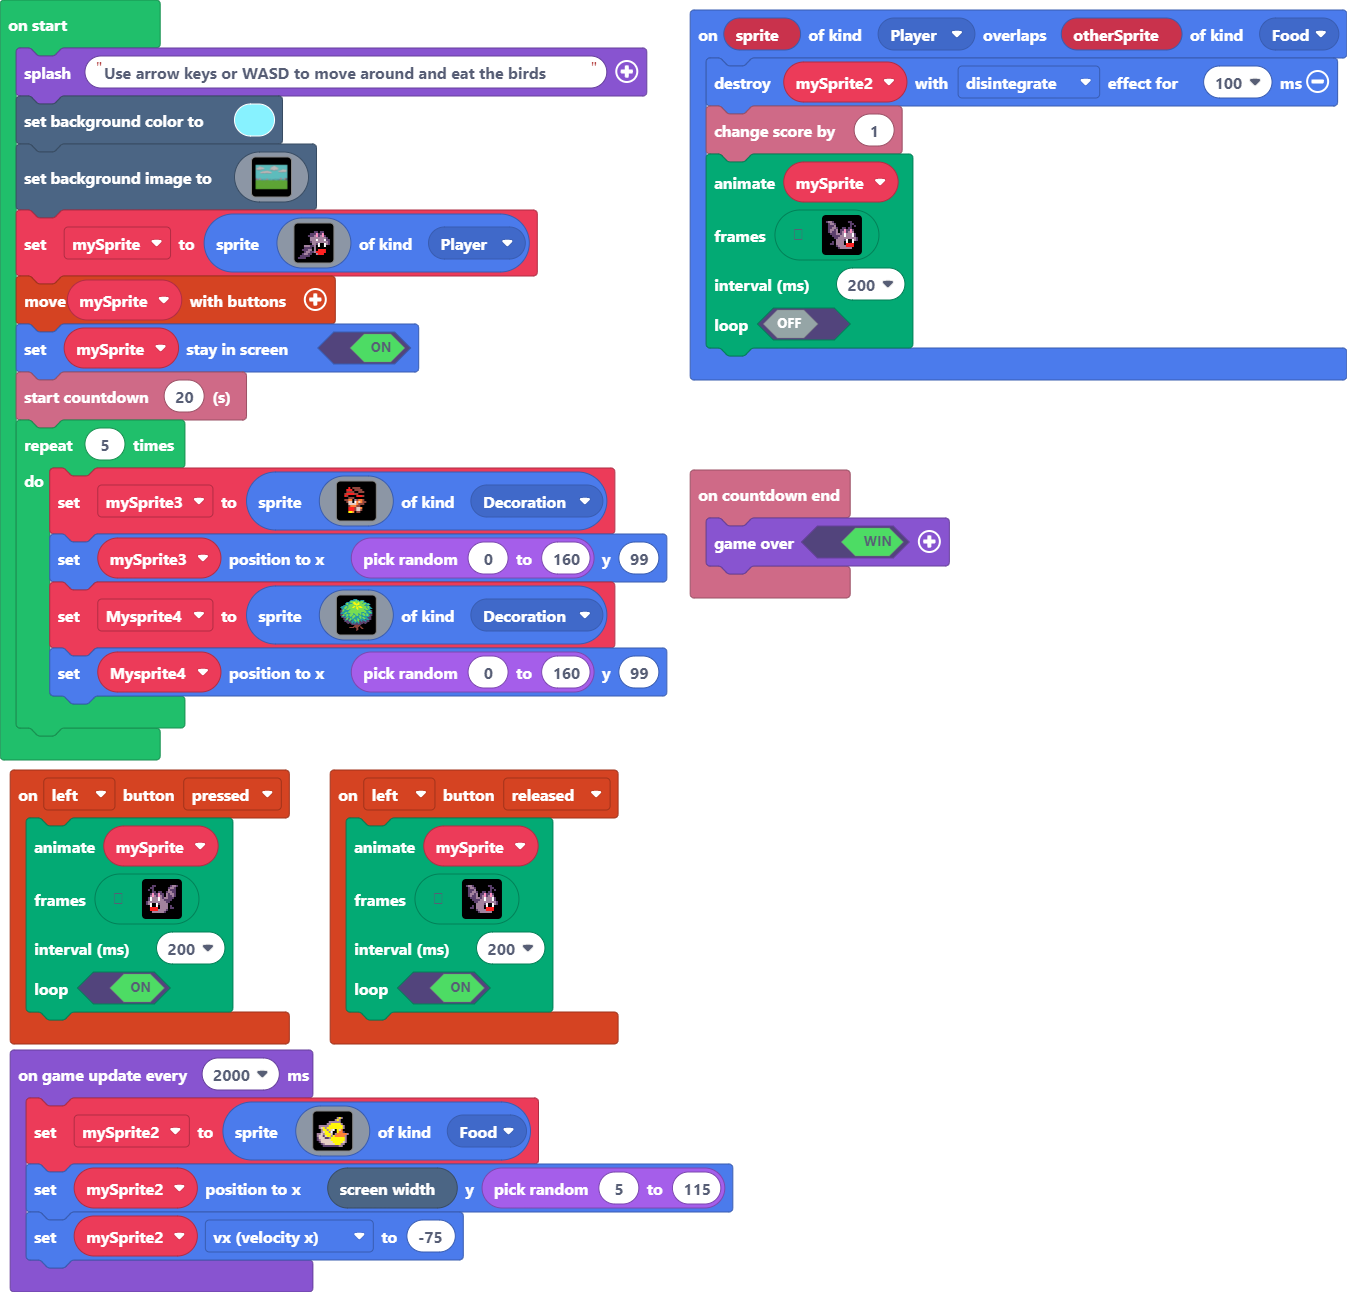 on start
splash "Use arrow keys or WASD to move around and eat the birds"
set background color to
set background image to
set mySprite to sprite of kind Player
move mySprite with buttons
set mySprite stay in screen ON
start countdown 20 (s)
repeat 5 times
do
set mySprite3 to sprite of kind Decoration
set mySprite3 position to x pick random 0 to 160 y 99
set Mysprite4 to sprite of kind Decoration
set Mysprite4 position to x pick random 0 to 160 y 99
on sprite of kind Player overlaps otherSprite of kind Food
destroy mySprite2 with disintegrate effect for 100 ms
change score by 1
animate mySprite
frames
interval (ms) 200
loop OFF
on countdown end
game over WIN
on left button pressed
animate mySprite
frames
interval (ms) 200
loop ON
on left button released
animate mySprite
frames
interval (ms) 200
loop ON
on game update every 2000 ms
set mySprite2 to sprite of kind Food
set mySprite2 position to x screen width y pick random 5 to 115
set mySprite2 vx (velocity x) to -75